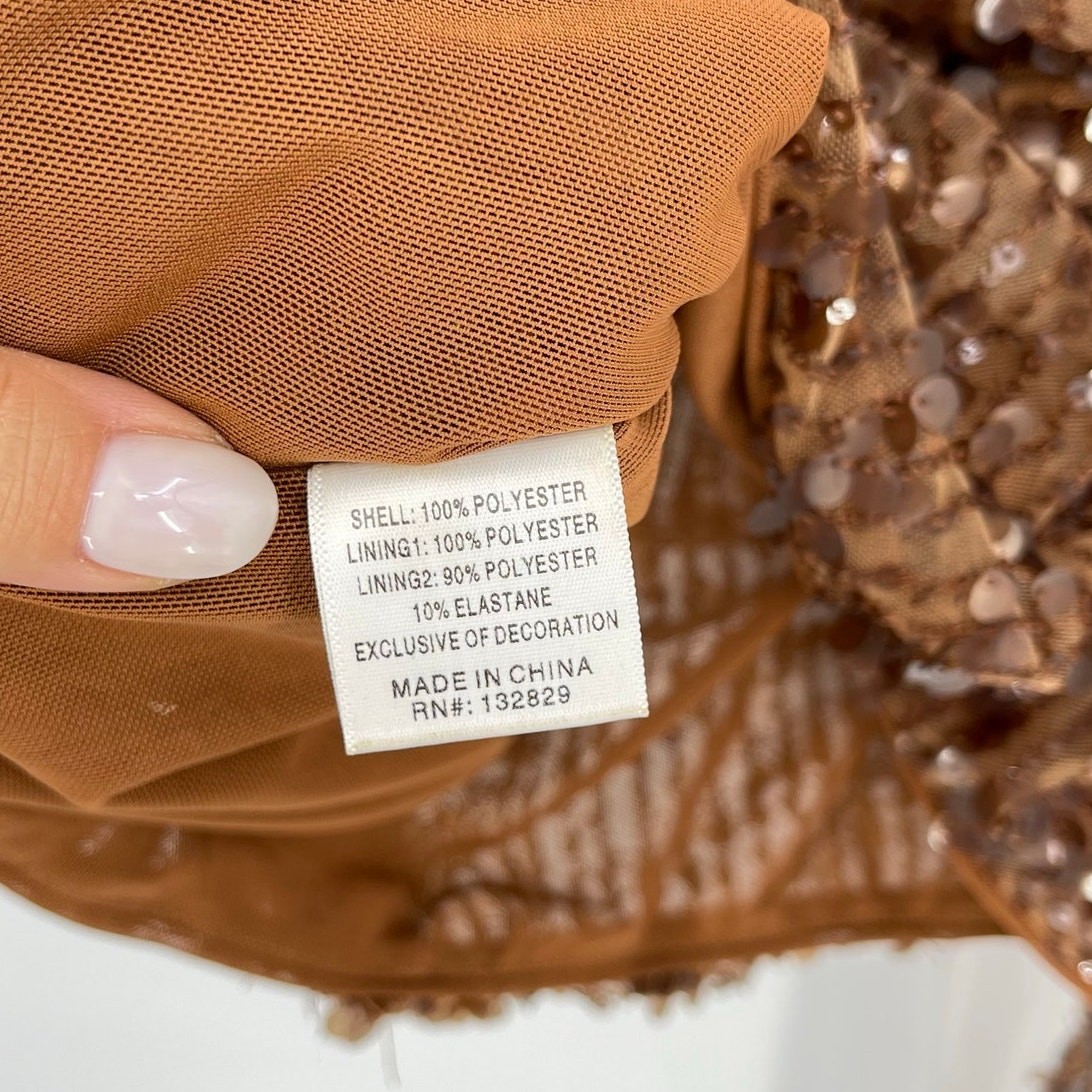 SHELL: 100% POLYESTER
LINING1: 100% POLYESTER
LINING2: 90% POLYESTER
10% ELASTANE
EXCLUSIVE OF DECORATION
MADE IN CHINA
RN#: 132829